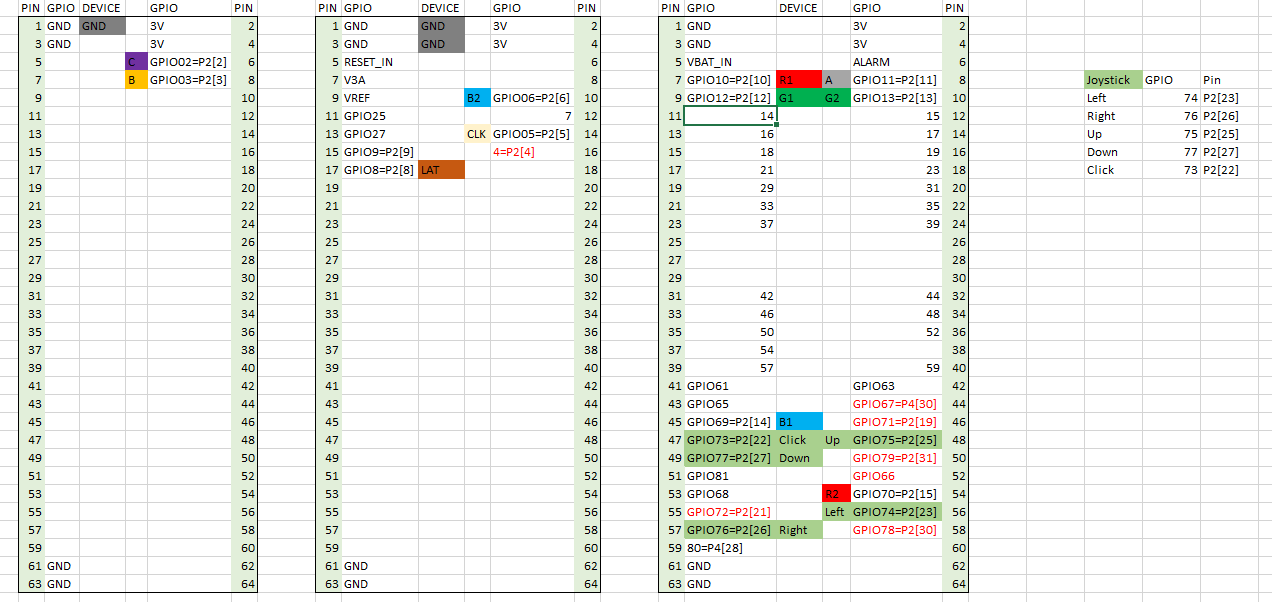 PIN GPIO DEVICE GPIO PIN PIN GPIO DEVICE GPIO PIN PIN GPIO DEVICE GPIO PIN
1 GND GND 3V 2 1 GND GND 3V 2 1 GND 3V 2
3 GND 3V 4 3 GND GND 3V 4 3 GND 3V 4
5 C GPIO02=P2[2] 6 5 RESET_IN 6 5 VBAT_IN ALARM 6
7 B GPIO03=P2[3] 8 7 V3A 8 7 GPIO10=P2[10] R1 A GPIO11=P2[11] 8 Joystick GPIO Pin
9 10 9 VREF B2 GPIO06=P2[6] 10 9 GPIO12=P2[12] G1 G2 GPIO13=P2[13] 10 Left 74 P2[23]
11 12 11 GPIO25 7 12 11 14 15 12 Right 76 P2[26]
13 14 13 GPIO27 CLK GPIO05=P2[5] 14 13 16 17 14 Up 75 P2[25]
15 16 15 GPIO9=P2[9] 4=P2[4] 16 15 18 19 16 Down 77 P2[27]
17 18 17 GPIO8=P2[8] LAT 18 17 21 23 18 Click 73 P2[22]
19 20 19 20 19 29 31 20
21 22 21 22 21 33 35 22
23 24 23 24 23 37 39 24
25 26 25 26 25 26
27 28 27 28 27 28
29 30 29 30 29 30
31 32 31 32 31 42 44 32
33 34 33 34 33 46 48 34
35 36 35 36 35 50 52 36
37 38 37 38 37 54 38
39 40 39 40 39 57 59 40
41 42 41 42 41 GPIO61 GPIO63 42
43 44 43 44 43 GPIO65 GPIO67=P4[30] 44
45 46 45 46 45 GPIO69=P2[14] B1 GPIO71=P2[19] 46
47 48 47 48 47 GPIO73=P2[22] Click Up GPIO75=P2[25] 48
49 50 49 50 49 GPIO77=P2[27] Down GPIO79=P2[31] 50
51 52 51 52 51 GPIO81 GPIO66 52
53 54 53 54 53 GPIO68 R2 GPIO70=P2[15] 54
55 56 55 56 55 GPIO72=P2[21] Left GPIO74=P2[23] 56
57 58 57 58 57 GPIO76=P2[26] Right GPIO78=P2[30] 58
59 60 59 60 59 80=P4[28] 60
61 GND 62 61 GND 62 61 GND 62
63 GND 64 63 GND 64 63 GND 64